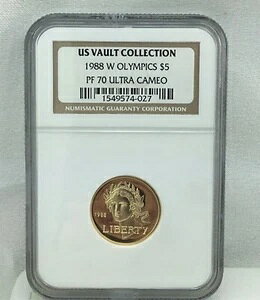 US VAULT COLLECTION
1988 W OLYMPICS $5
PF 70 ULTRA CAMEO
1549574-027
NUMISMATIC GUARANTY CORPORATION
1988
LIBERTY